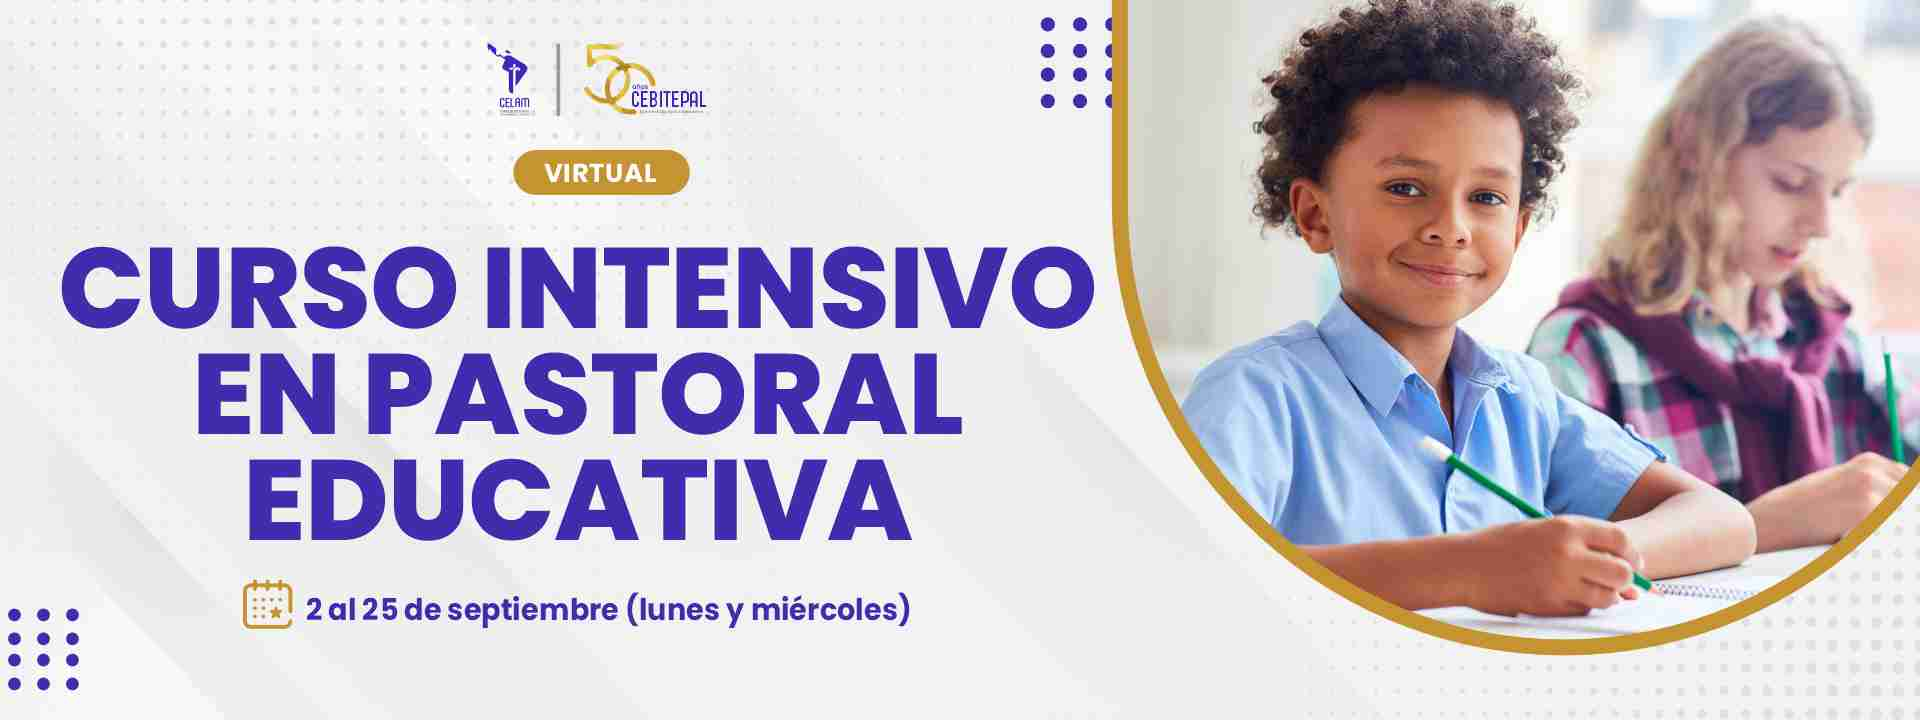 CELAM
50 años
CEBITEPAL
VIRTUAL
CURSO INTENSIVO
EN PASTORAL
EDUCATIVA
2 al 25 de septiembre (lunes y miércoles)